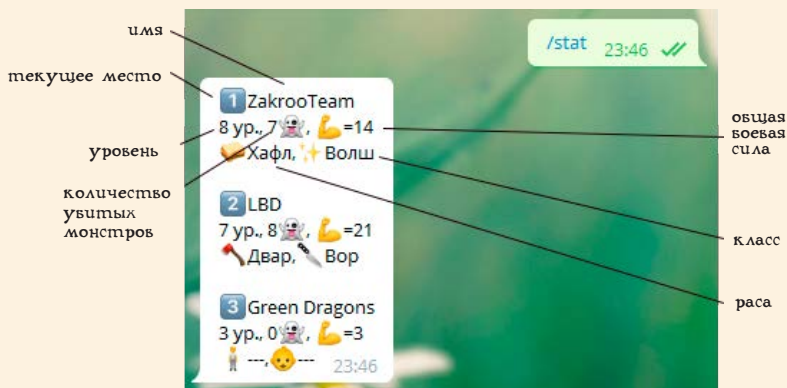 имя
текущее место
уровень
количество
убитых
монстров
/stat 23:46
1 ZakrooTeam
8 ур., 7👻, 💪=14
🍞Хафл,✨Волш
2 LBD
7 ур., 8👻, 💪=21
🪓Двар,🔪Вор
3 Green Dragons
3 ур., 0👻, 💪=3
🧍---,👶--- 23:46
общая
боевая
сила
класс
раса